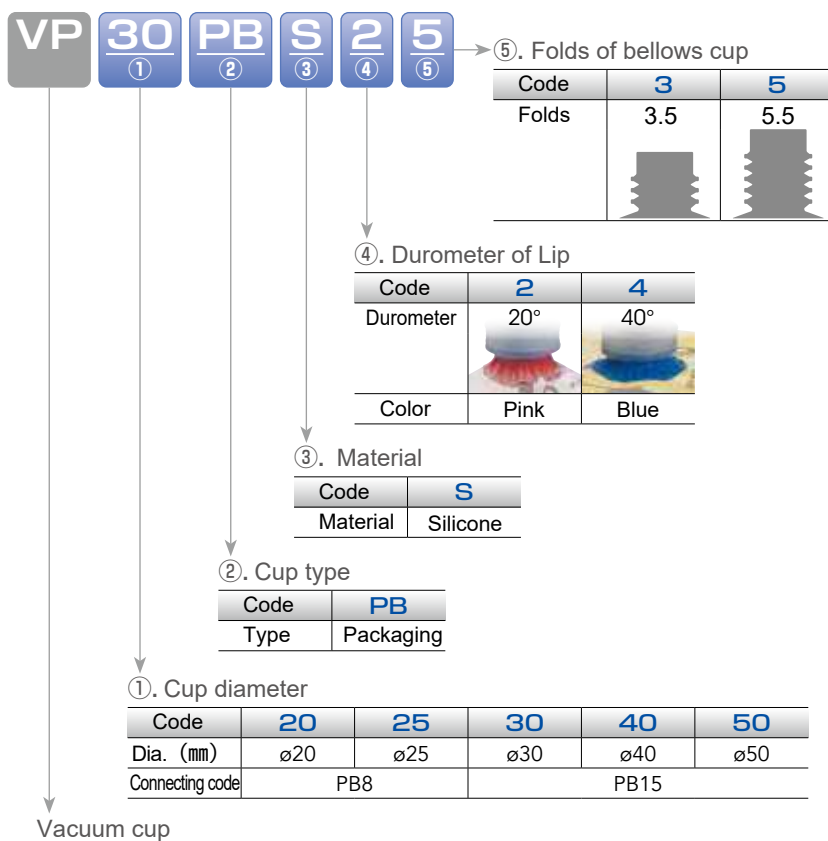 VP 30 PB S 2 5
① ② ③ ④ ⑤
⑤. Folds of bellows cup
Code 3 5
Folds 3.5 5.5
④. Durometer of Lip
Code 2 4
Durometer 20° 40°
Color Pink Blue
③. Material
Code S
Material Silicone
②. Cup type
Code PB
Type Packaging
①. Cup diameter
Code 20 25 30 40 50
Dia. (㎜) ø20 ø25 ø30 ø40 ø50
Connecting code PB8 PB15
Vacuum cup